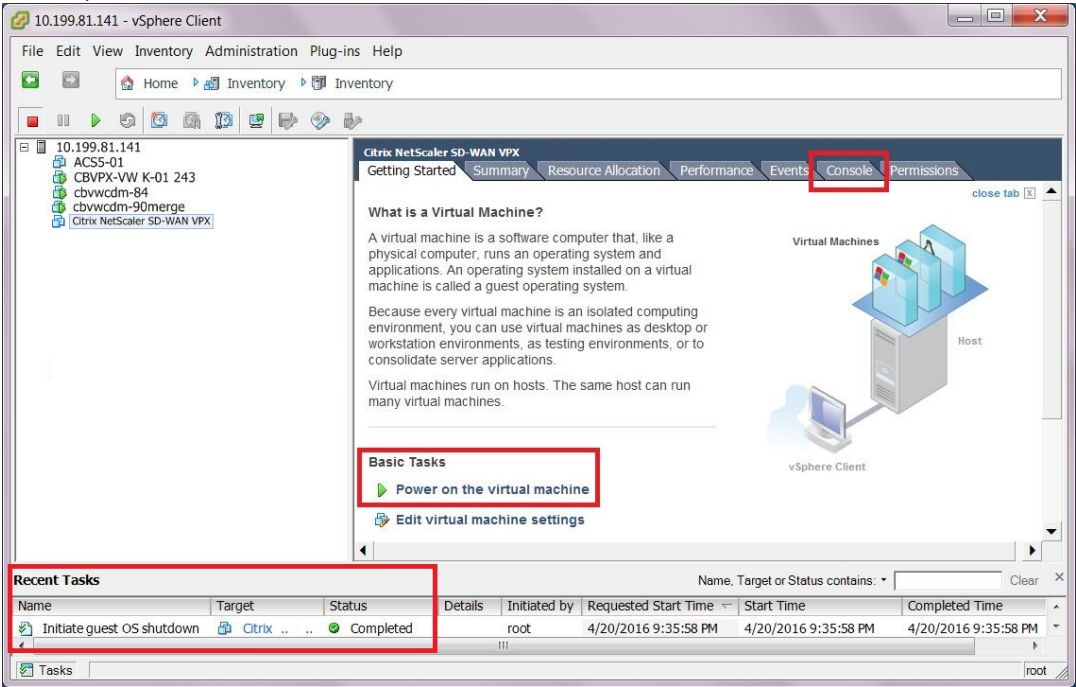 10.199.81.141 - vSphere Client
File Edit View Inventory Administration Plug-ins Help
Home Inventory Inventory
10.199.81.141
ACS5-01
CBVPX-VW K-01 243
cbvwcdm-84
cbvwcdm-90merge
Citrix NetScaler SD-WAN VPX
Citrix NetScaler SD-WAN VPX
Getting Started Summary Resource Allocation Performance Events Console Permissions
close tab X
What is a Virtual Machine?
A virtual machine is a software computer that, like a
physical computer, runs an operating system and
applications. An operating system installed on a virtual
machine is called a guest operating system.
Because every virtual machine is an isolated computing
environment, you can use virtual machines as desktop or
workstation environments, as testing environments, or to
consolidate server applications.
Virtual machines run on hosts. The same host can run
many virtual machines.
Virtual Machines
Host
vSphere Client
Basic Tasks
Power on the virtual machine
Edit virtual machine settings
Recent Tasks
Name, Target or Status contains: Clear
Name Target Status Details Initiated by Requested Start Time Start Time Completed Time
Initiate guest OS shutdown Citrix .. .. Completed root 4/20/2016 9:35:58 PM 4/20/2016 9:35:58 PM 4/20/2016 9:35:58 PM
Tasks root